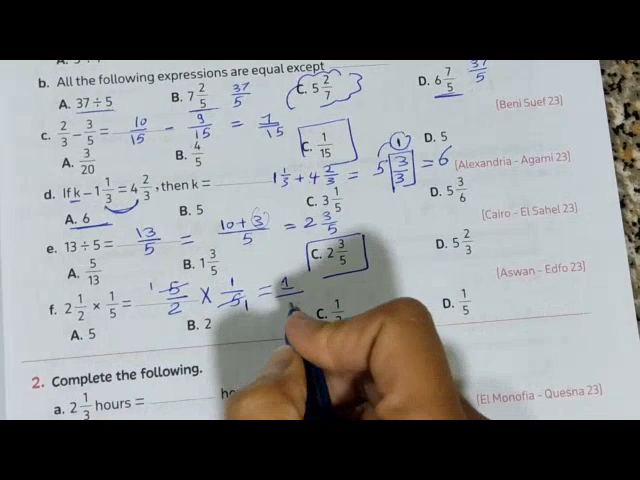 b. All the following expressions are equal except
A. 37 ÷ 5 B. 7 2/5 37/5 C. 5 2/7 D. 6 7/5 37/5
(Beni Suef 23)
c. 2/3 - 3/5 = 10/15 - 9/15 = 1/15
A. 3/20 B. 4/5 C. 1/15 D. 5
(Alexandria - Agami 23)
d. If k - 1 1/3 = 4 2/3, then k = 1 1/3 + 4 2/3 = 5 3/3 = 6
1
A. 6 B. 5 C. 3 1/5 D. 5 3/6
(Cairo - El Sahel 23)
e. 13 ÷ 5 = 13/5 = 10+3/5 = 2 3/5
A. 5/13 B. 1 3/5 C. 2 3/5 D. 5 2/3
(Aswan - Edfo 23)
f. 2 1/2 × 1/5 = 1 5/2 × 1/5 1 = 1
A. 5 B. 2 C. 1/ D. 1/5
2. Complete the following.
a. 2 1/3 hours =
(El Monofia - Quesna 23)